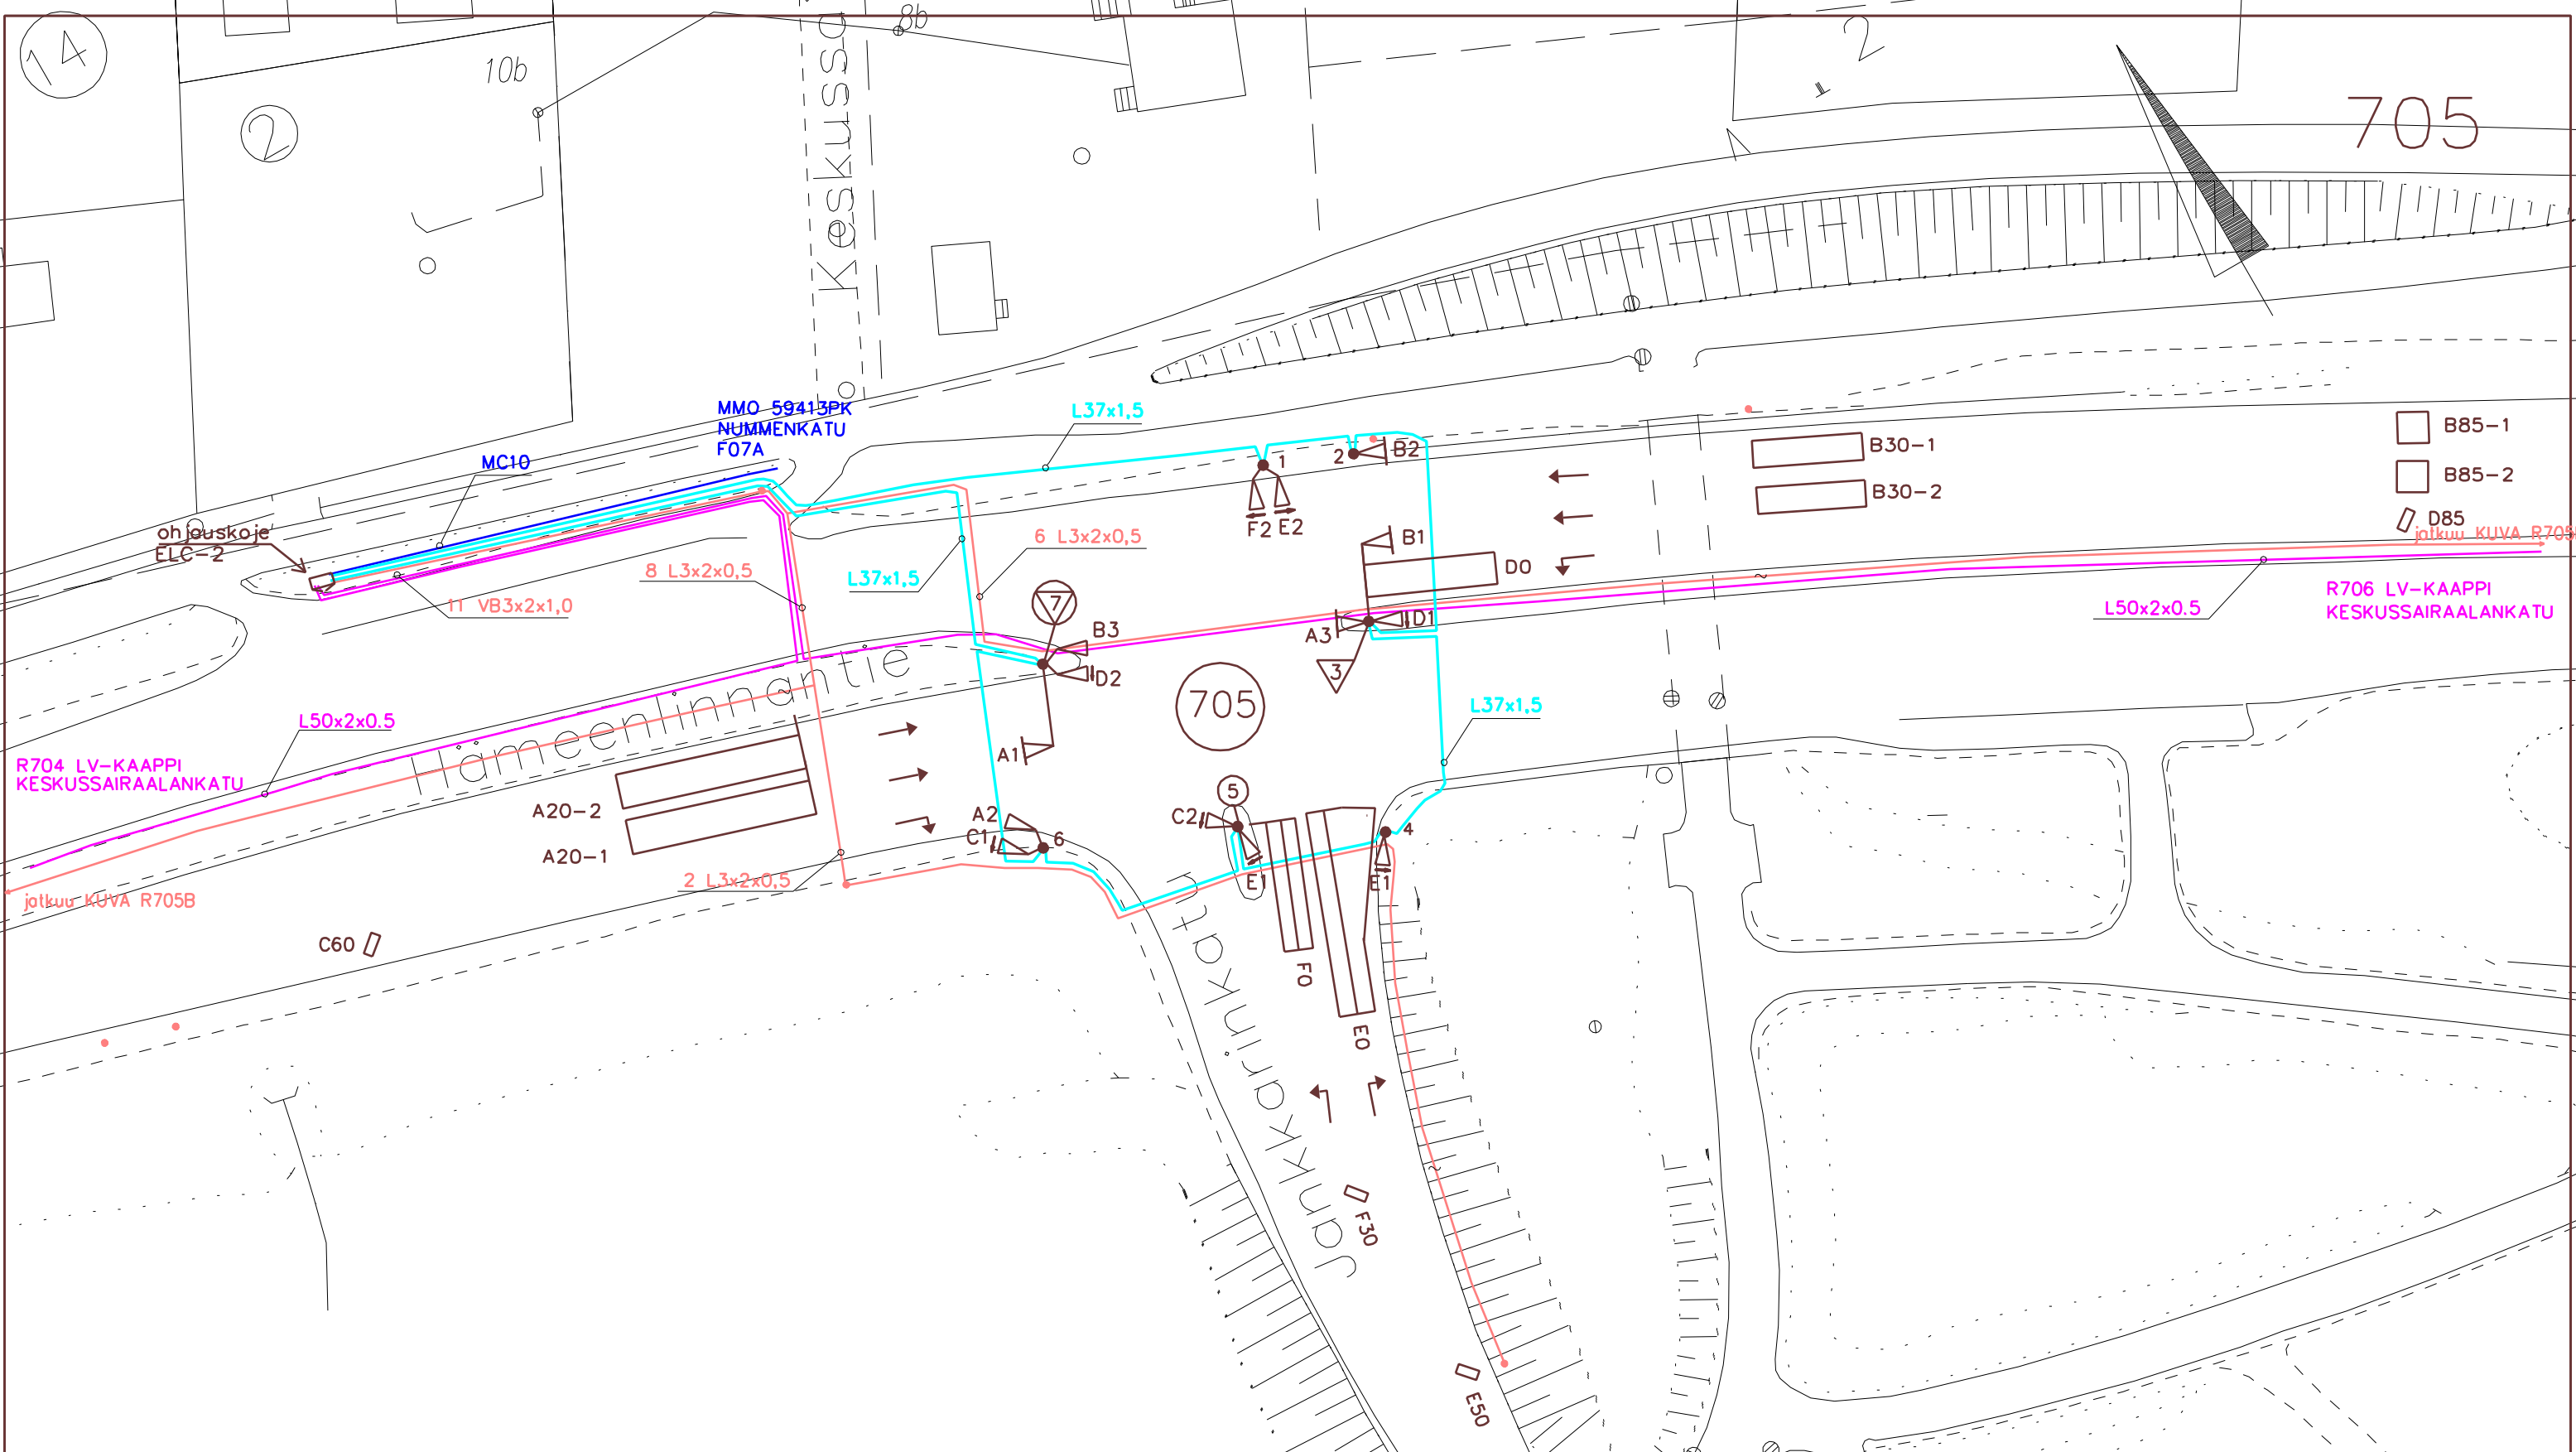 14
2
10b
8b
Keskussa
2
705
MMO 59413PK
NUMMENKATU
F07A
MC10
L37x1,5
1
2
B2
F2
E2
B30-1
B30-2
B85-1
B85-2
D85
jatkuu KUVA R705
ohjauskoje
ELC-2
11 VB3x2x1,0
8 L3x2x0,5
L37x1,5
6 L3x2x0,5
7
B3
D2
B1
D0
A3
D1
3
L50x2x0.5
R706 LV-KAAPPI
KESKUSSAIRAALANKATU
Hämeenlinnantie
705
L37x1,5
L50x2x0.5
R704 LV-KAAPPI
KESKUSSAIRAALANKATU
A1
A20-2
A20-1
A2
C1
6
C2
5
E1
4
E1
2 L3x2x0,5
jatkuu KUVA R705B
C60
F0
E0
Jankkarinkatu
F30
E50